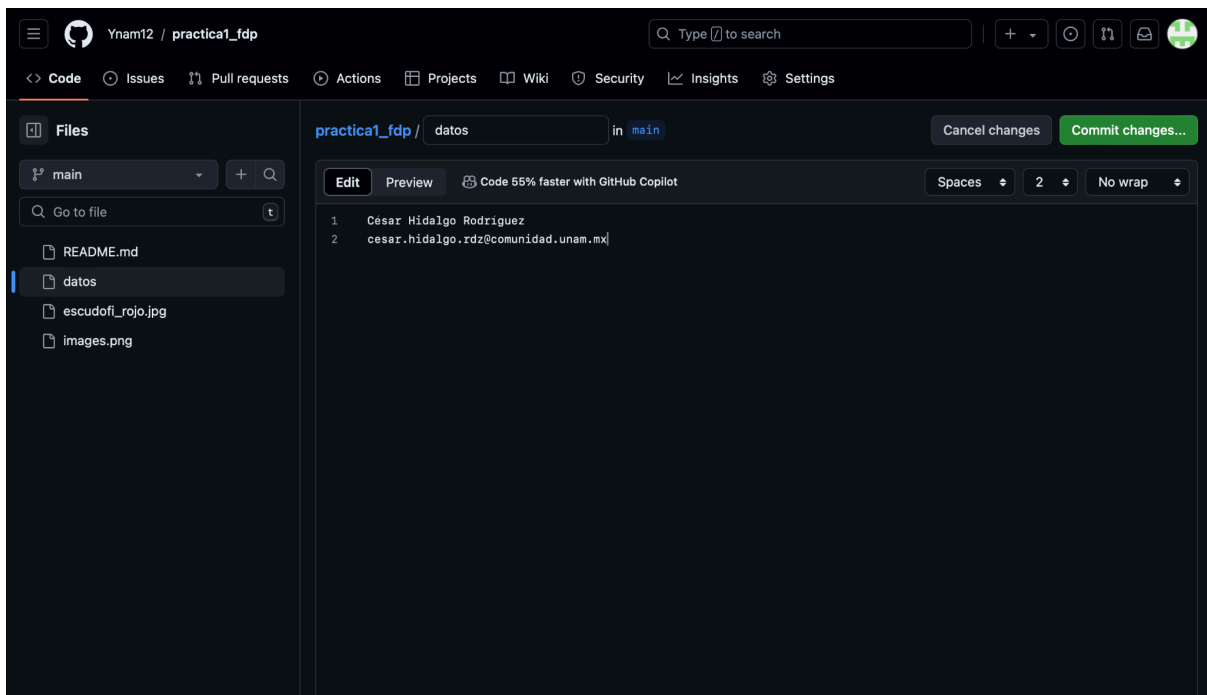 Ynam12 / practica1_fdp
Type / to search
Code Issues Pull requests Actions Projects Wiki Security Insights Settings
Files
main
Go to file t
README.md
datos
escudofi_rojo.jpg
images.png
practica1_fdp / datos in main
Cancel changes Commit changes...
Edit Preview Code 55% faster with GitHub Copilot
Spaces 2 No wrap
1 César Hidalgo Rodríguez
2 cesar.hidalgo.rdz@comunidad.unam.mx